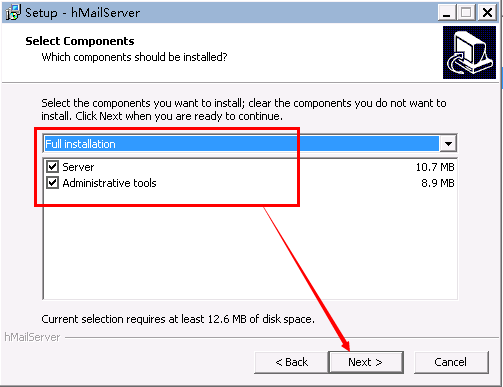 Setup - hMailServer
Select Components
Which components should be installed?
Select the components you want to install; clear the components you do not want to
install. Click Next when you are ready to continue.
Full installation
Server 10.7 MB
Administrative tools 8.9 MB
Current selection requires at least 12.6 MB of disk space.
hMailServer
< Back Next > Cancel